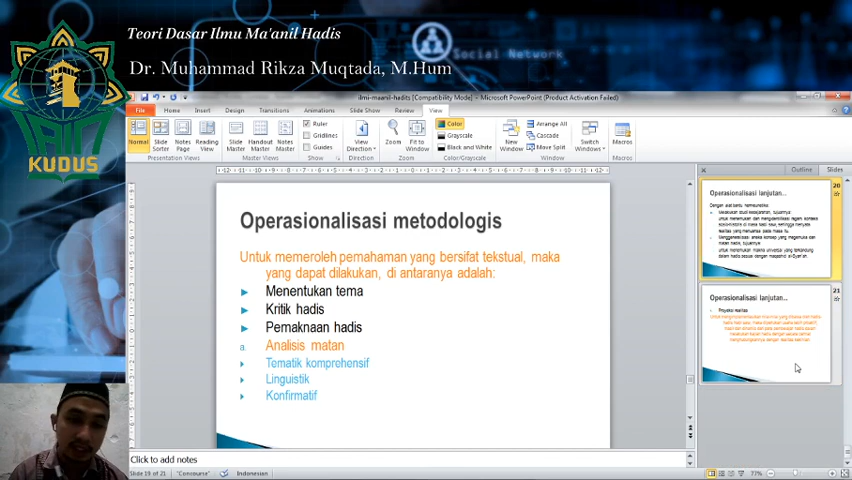 Teori Dasar Ilmu Ma'anil Hadis
Dr. Muhammad Rikza Muqtada, M.Hum
Social Network
IAIN
KUDUS
ilmi-maanil-hadits [Compatibility Mode] - Microsoft PowerPoint (Product Activation Failed)
File Home Insert Design Transitions Animations Slide Show Review View
Normal Slide Sorter Notes Page Reading View
Presentation Views
Slide Master Handout Master Notes Master
Master Views
Ruler
Gridlines
Guides
Show
View Direction
Direction
Zoom Fit to Window
Zoom
Color
Grayscale
Black and White
Color/Grayscale
New Window
Arrange All
Cascade
Move Split
Switch Windows
Window
Macros
Macros
Operasionalisasi metodologis
Untuk memeroleh pemahaman yang bersifat tekstual, maka
yang dapat dilakukan, di antaranya adalah:
Menentukan tema
Kritik hadis
Pemaknaan hadis
a. Analisis matan
Tematik komprehensif
Linguistik
Konfirmatif
Outline Slides
20
Operasionalisasi lanjutan...
21
Operasionalisasi lanjutan...
Proyeksi realitas
Click to add notes
Slide 19 of 21 "Concourse" Indonesian
77%